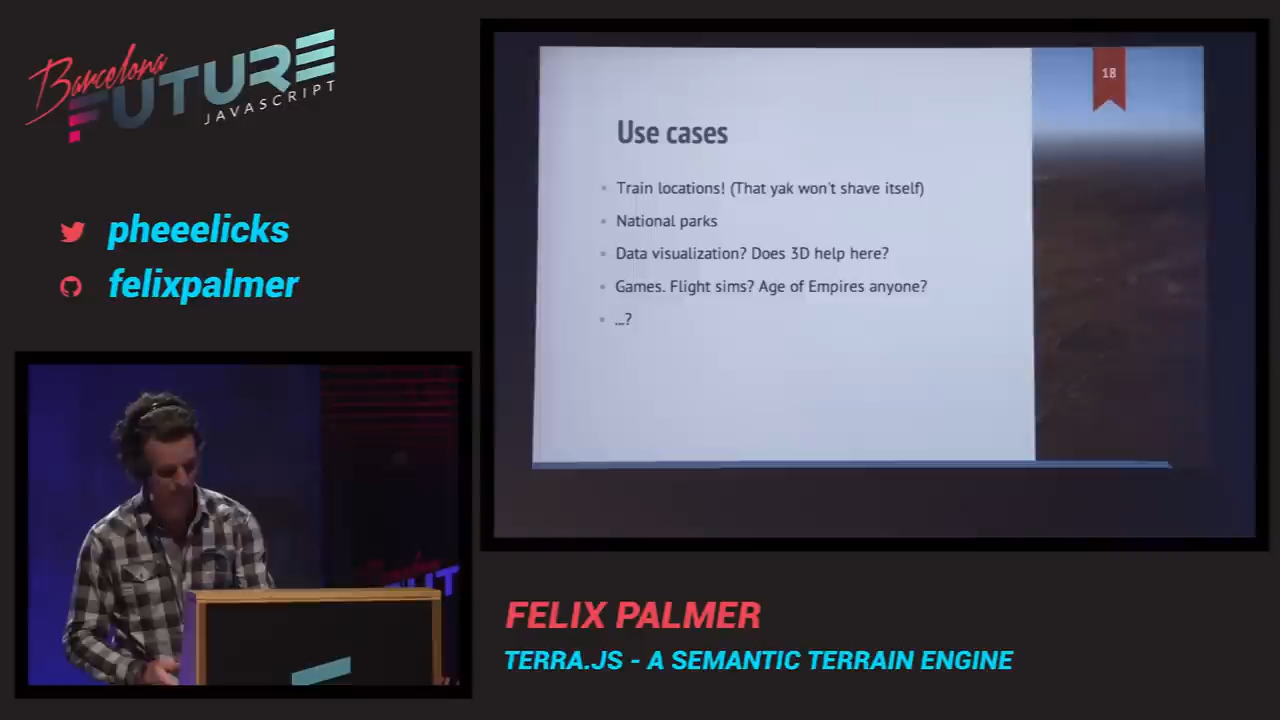 Barcelona
FUTURE
JAVASCRIPT
pheeelicks
felixpalmer
18
Use cases
Train locations! (That yak won't shave itself)
National parks
Data visualization? Does 3D help here?
Games. Flight sims? Age of Empires anyone?
...?
FELIX PALMER
TERRA.JS - A SEMANTIC TERRAIN ENGINE